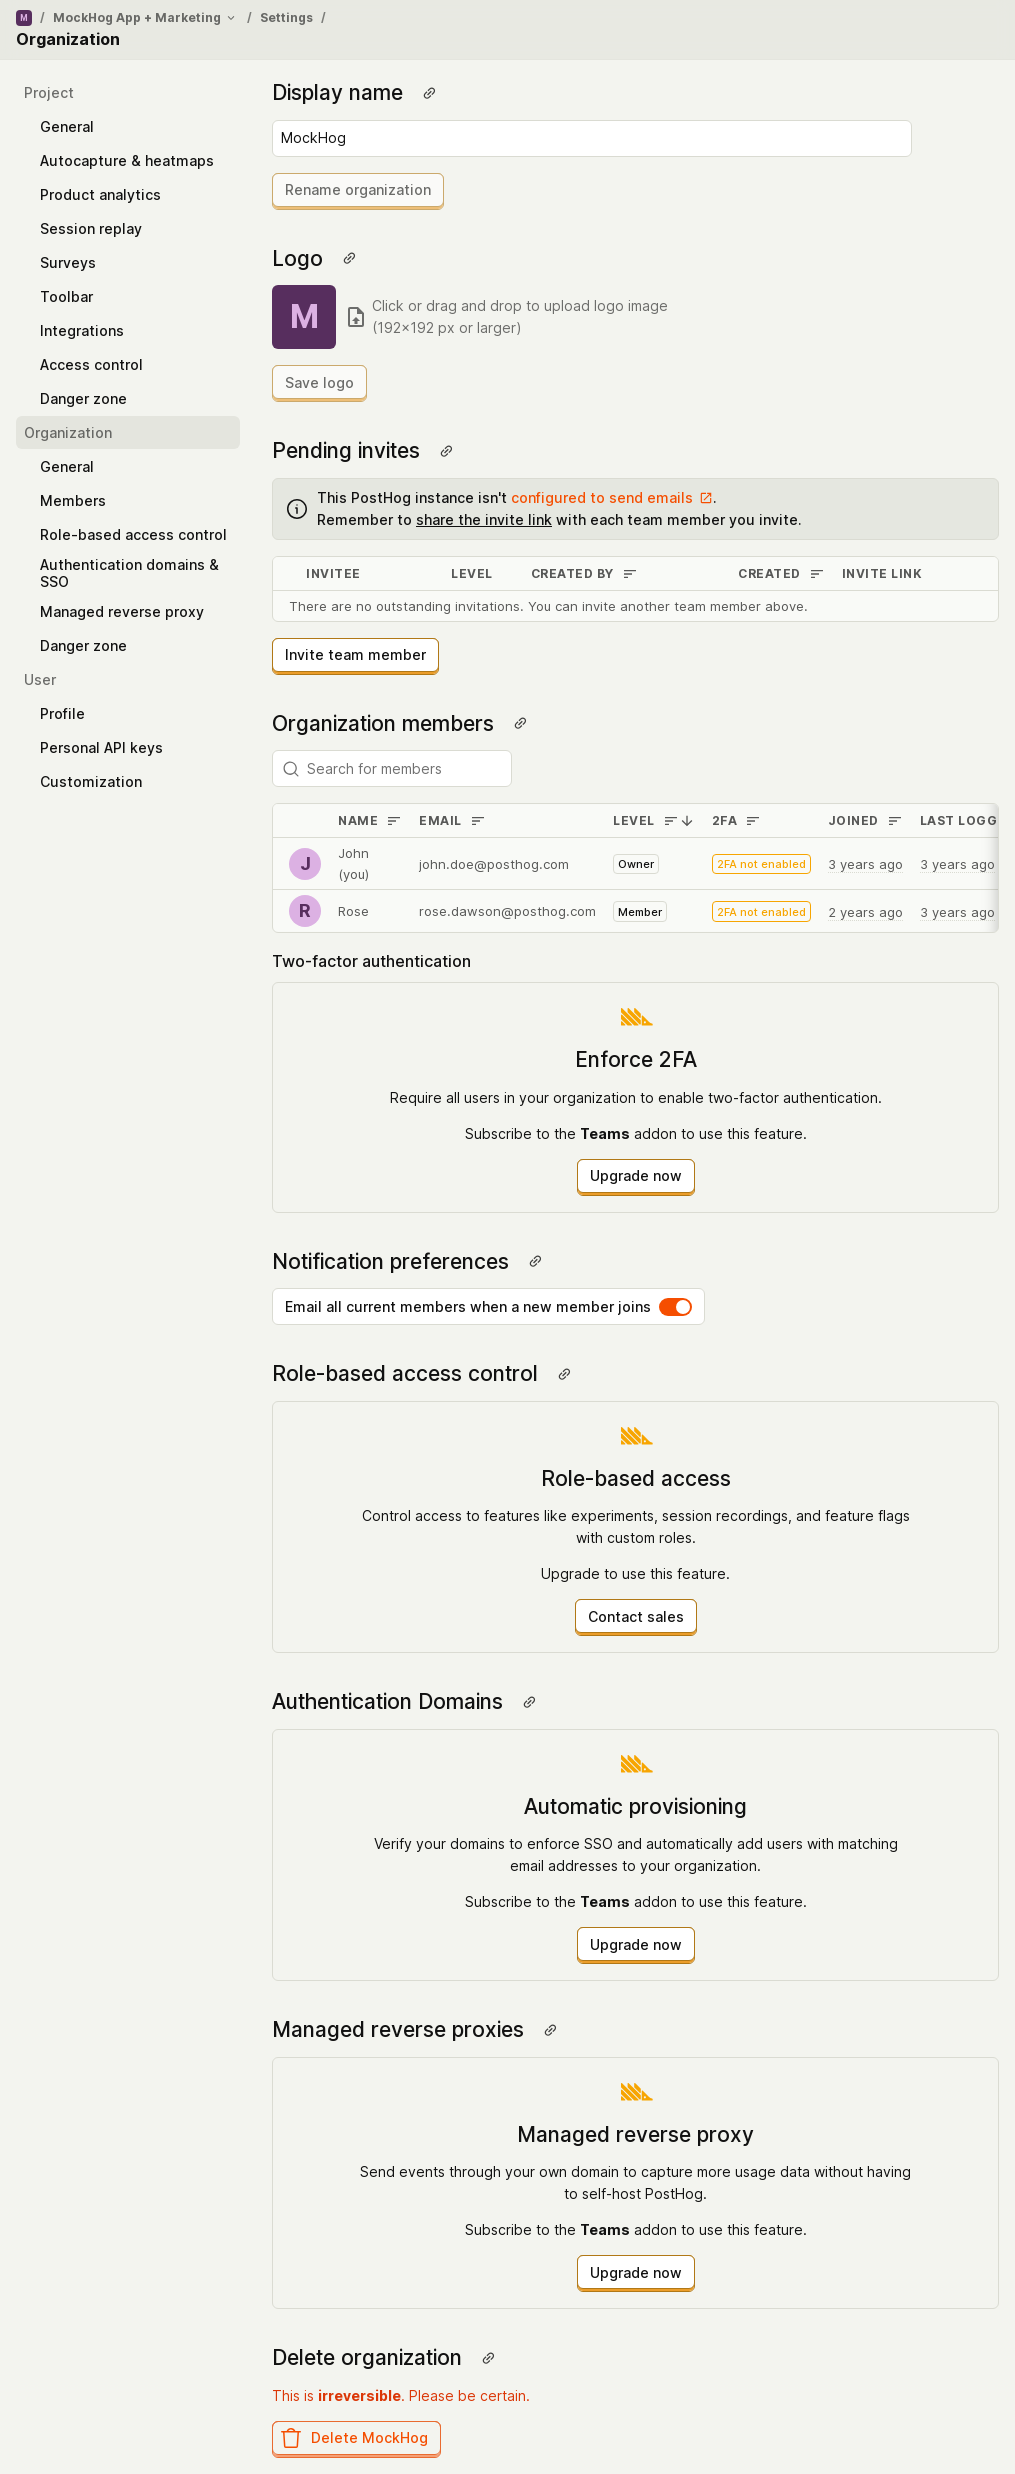 M / MockHog App + Marketing / Settings /
Organization
Project
General
Autocapture & heatmaps
Product analytics
Session replay
Surveys
Toolbar
Integrations
Access control
Danger zone
Organization
General
Members
Role-based access control
Authentication domains &
SSO
Managed reverse proxy
Danger zone
User
Profile
Personal API keys
Customization
Display name
MockHog
Rename organization
Logo
M
Click or drag and drop to upload logo image
(192x192 px or larger)
Save logo
Pending invites
This PostHog instance isn't configured to send emails .
Remember to share the invite link with each team member you invite.
INVITEE LEVEL CREATED BY CREATED INVITE LINK
There are no outstanding invitations. You can invite another team member above.
Invite team member
Organization members
Search for members
NAME EMAIL LEVEL 2FA JOINED LAST LOGG
J John
(you) john.doe@posthog.com Owner 2FA not enabled 3 years ago 3 years ago
R Rose rose.dawson@posthog.com Member 2FA not enabled 2 years ago 3 years ago
Two-factor authentication
Enforce 2FA
Require all users in your organization to enable two-factor authentication.
Subscribe to the Teams addon to use this feature.
Upgrade now
Notification preferences
Email all current members when a new member joins
Role-based access control
Role-based access
Control access to features like experiments, session recordings, and feature flags
with custom roles.
Upgrade to use this feature.
Contact sales
Authentication Domains
Automatic provisioning
Verify your domains to enforce SSO and automatically add users with matching
email addresses to your organization.
Subscribe to the Teams addon to use this feature.
Upgrade now
Managed reverse proxies
Managed reverse proxy
Send events through your own domain to capture more usage data without having
to self-host PostHog.
Subscribe to the Teams addon to use this feature.
Upgrade now
Delete organization
This is irreversible. Please be certain.
Delete MockHog